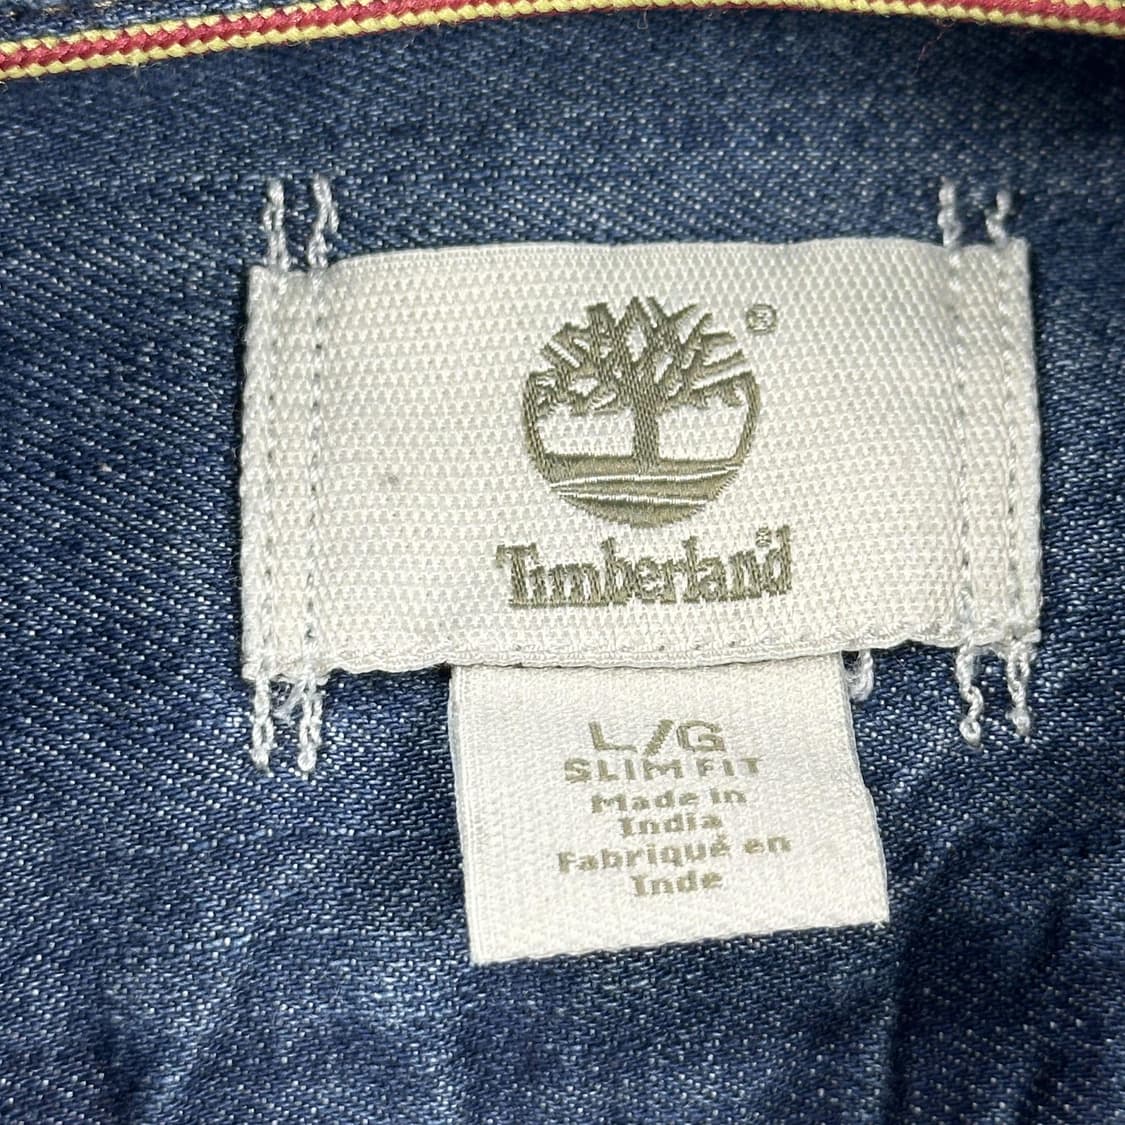 ®
Timberland®
L/G
SLIM FIT
Made in
India
Fabriqué en
Inde